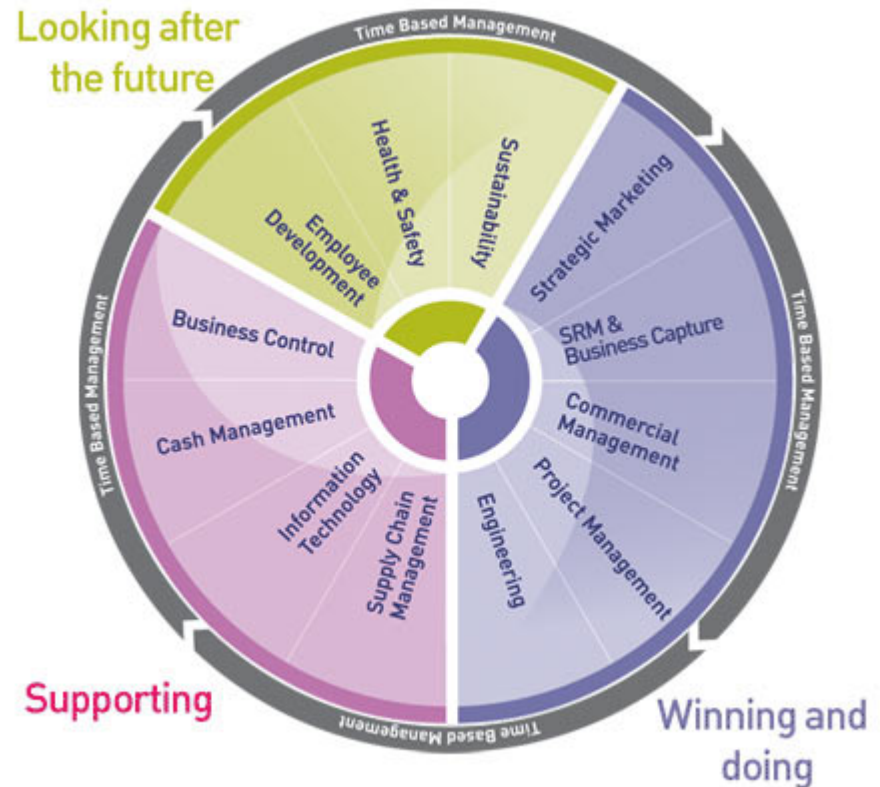 Looking after
the future
Time Based Management
Health & Safety
Sustainability
Employee
Development
Strategic Marketing
SRM &
Business Capture
Commercial
Management
Project Management
Engineering
Time Based Management
Business Control
Cash Management
Information
Technology
Supply Chain
Management
Time Based Management
Time Based Management
Supporting
Winning and
doing